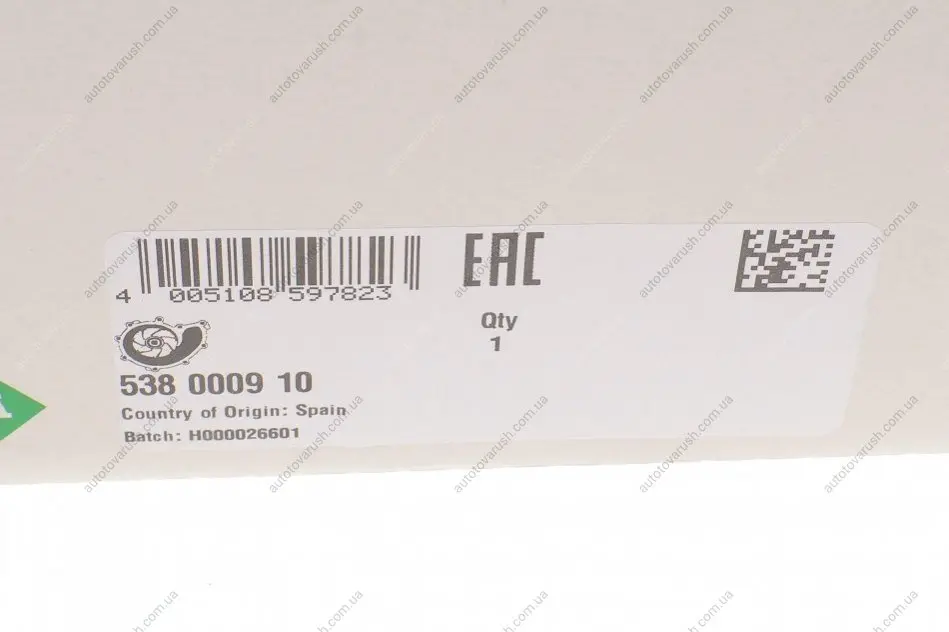 EAC
4 005108 597823
Qty
1
538 0009 10
Country of Origin: Spain
Batch: H000026601
autotovarush.com.ua